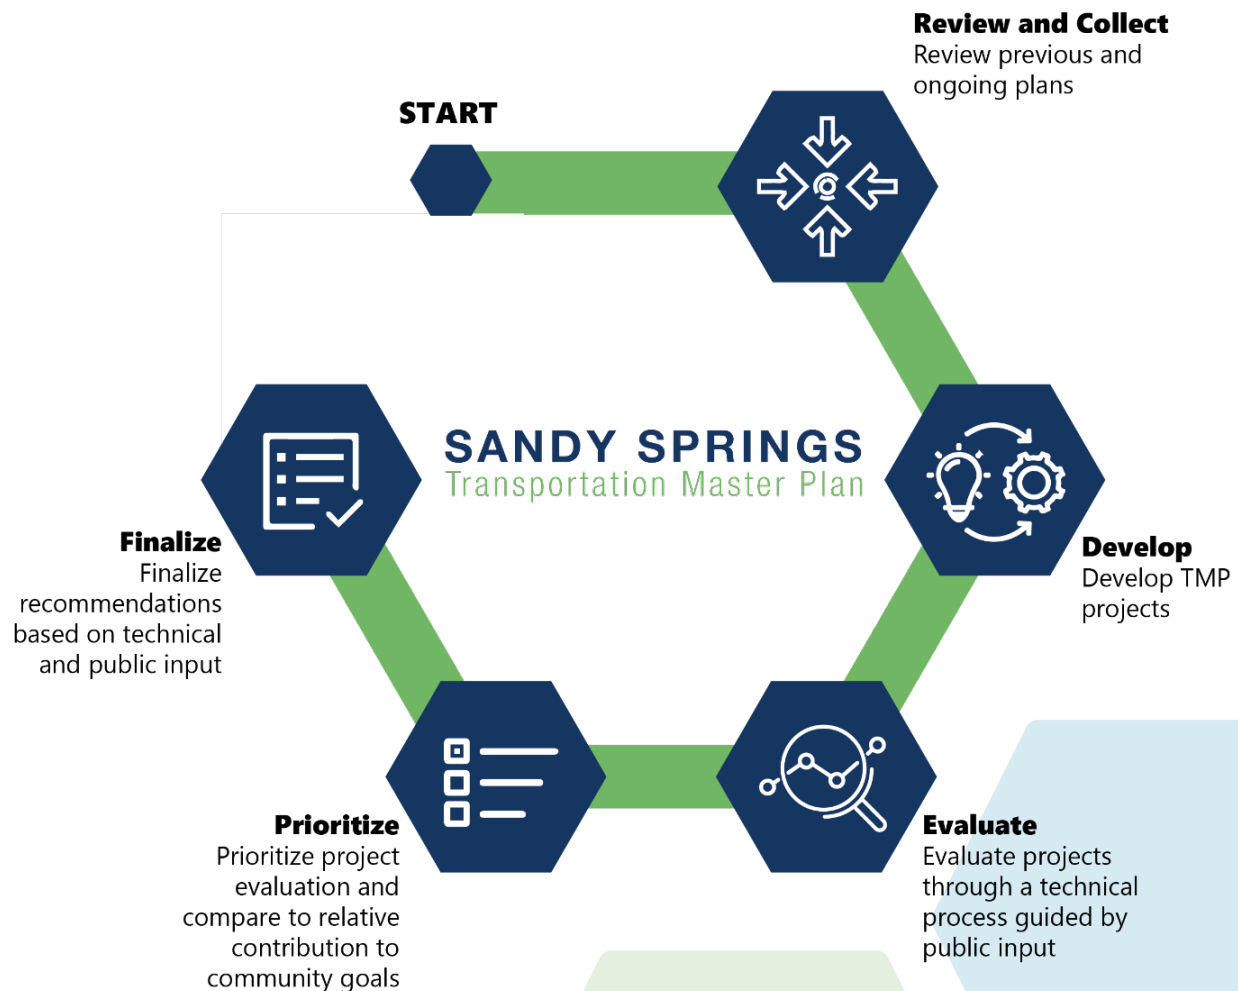 START
Review and Collect
Review previous and
ongoing plans
SANDY SPRINGS
Transportation Master Plan
Develop
Develop TMP
projects
Evaluate
Evaluate projects
through a technical
process guided by
public input
Prioritize
Prioritize project
evaluation and
compare to relative
contribution to
community goals
Finalize
Finalize
recommendations
based on technical
and public input